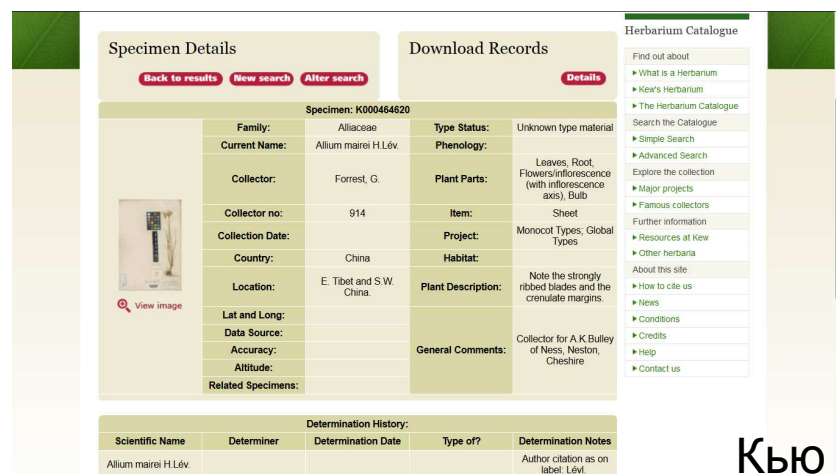 Specimen Details
Back to results New search Alter search
Download Records
Details
Specimen: K000464620
Family: Alliaceae Type Status: Unknown type material
Current Name: Allium mairei H.Lév. Phenology:
Collector: Forrest, G. Plant Parts: Leaves, Root,
Flowers/inflorescence
(with inflorescence
axis), Bulb
Collector no: 914 Item: Sheet
Collection Date: Project: Monocot Types; Global
Types
Country: China Habitat:
Location: E. Tibet and S.W.
China.
Plant Description: Note the strongly
ribbed blades and the
crenulate margins.
View image
Lat and Long:
Data Source:
Accuracy:
Altitude:
Related Specimens:
General Comments: Collector for A.K.Bulley
of Ness, Neston,
Cheshire
Determination History:
Scientific Name Determiner Determination Date Type of? Determination Notes
Allium mairei H.Lév. Author citation as on
label: Lévl.
Herbarium Catalogue
Find out about
What is a Herbarium
Kew's Herbarium
The Herbarium Catalogue
Search the Catalogue
Simple Search
Advanced Search
Explore the collection
Major projects
Famous collectors
Further information
Resources at Kew
Other herbaria
About this site
How to cite us
News
Conditions
Credits
Help
Contact us
Кью